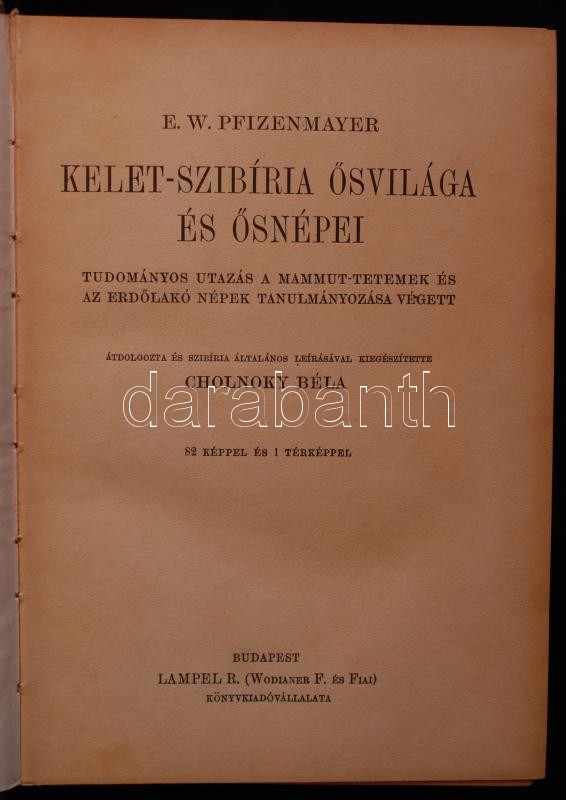 E. W. PFIZENMAYER
KELET-SZIBÍRIA ŐSVILÁGA
ÉS ŐSNÉPEI
TUDOMÁNYOS UTAZÁS A MAMMUT-TETEMEK ÉS
AZ ERDŐLAKÓ NÉPEK TANULMÁNYOZÁSA VÉGETT
ÁTDOLGOZTA ÉS SZIBÍRIA ÁLTALÁNOS LEÍRÁSÁVAL KIEGÉSZÍTETTE
CHOLNOKY BÉLA
darabanth
82 KÉPPEL ÉS 1 TÉRKÉPPEL
BUDAPEST
LAMPEL R. (WODIANER F. ÉS FIAI)
KÖNYVKIADÓVÁLLALATA